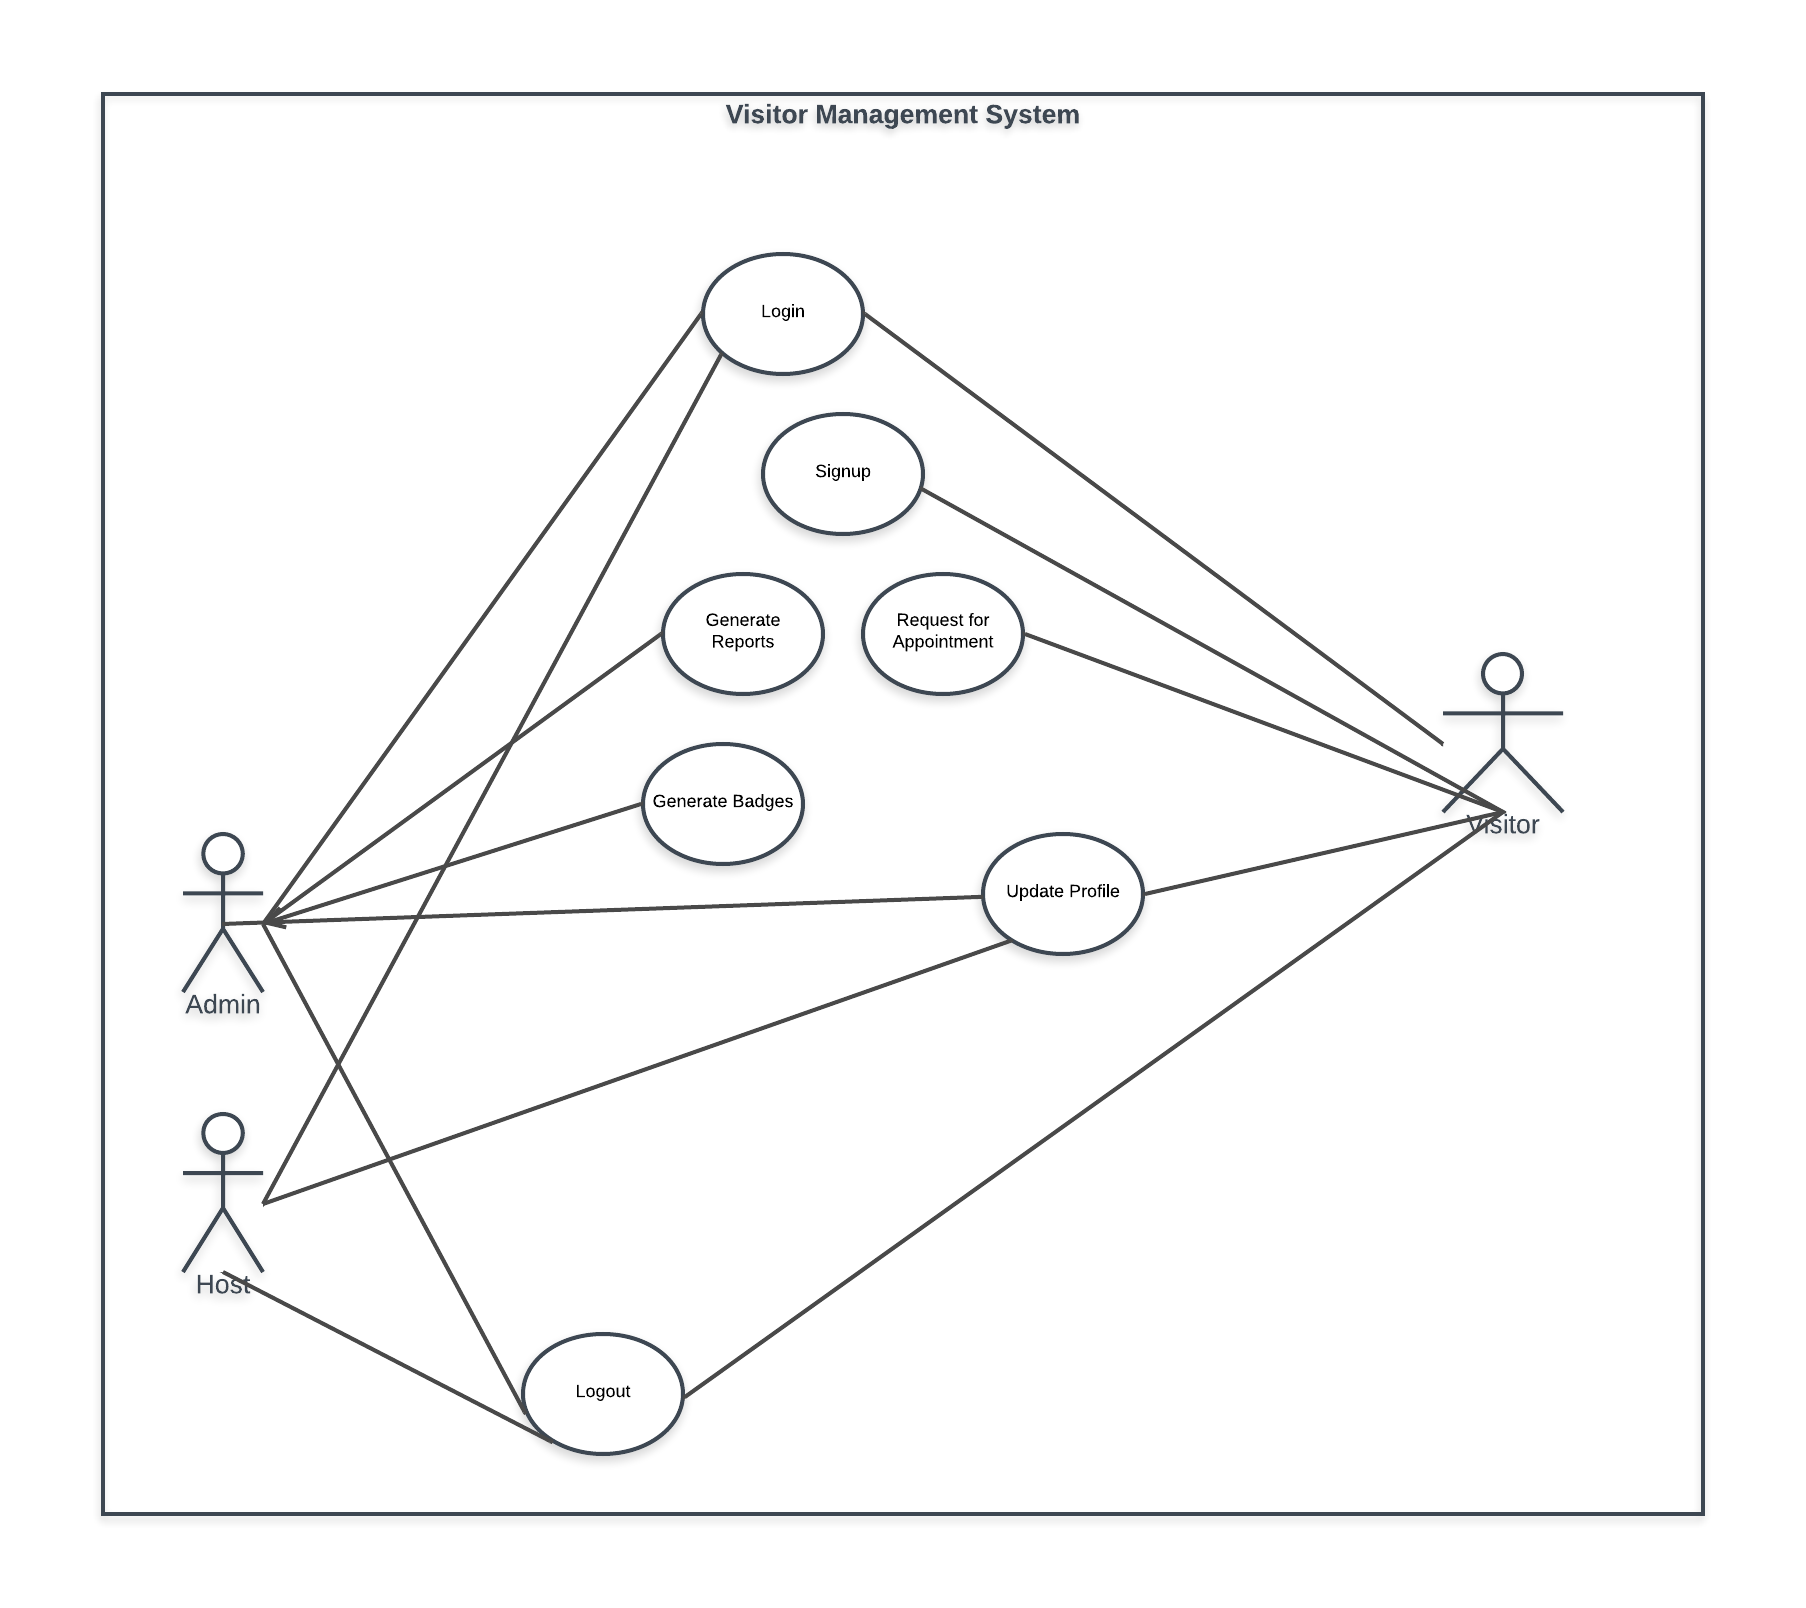 Visitor Management System
Login
Signup
Generate
Reports
Request for
Appointment
Generate Badges
Visitor
Update Profile
Admin
Host
Logout